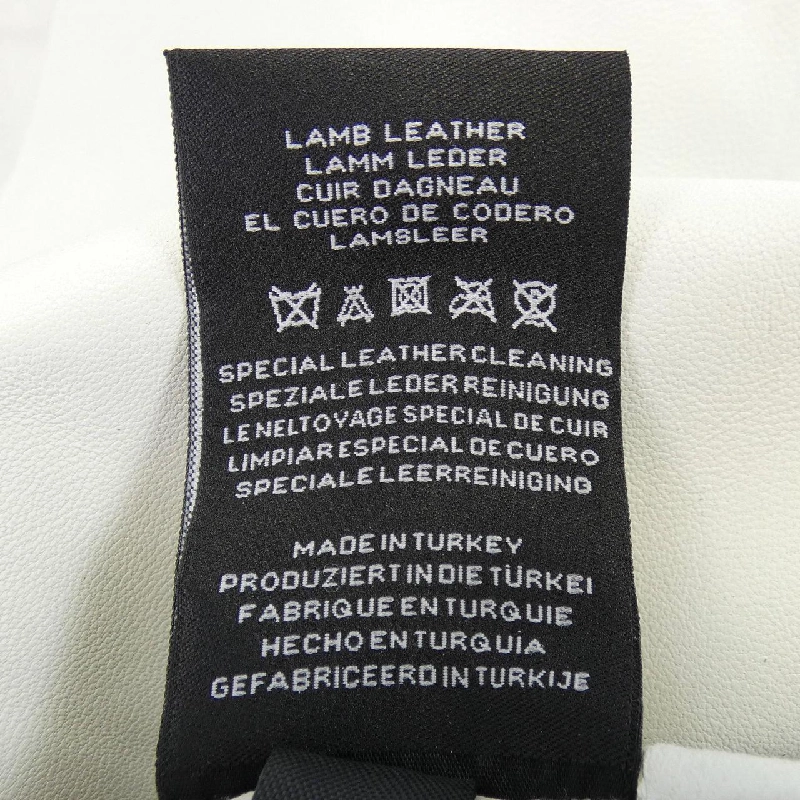 LAMB LEATHER
LAMM LEDER
CUIR DAGNEAU
EL CUERO DE CODERO
LAMSLEER
SPECIAL LEATHER CLEANING
SPEZIALE LEDER REINIGUNG
LE NELTOYAGE SPECIAL DE CUIR
LIMPIAR ESPECIAL DE CUERO
SPECIALE LEERREINIGING
MADE IN TURKEY
PRODUZIERT IN DIE TÜRKEI
FABRIQUE EN TURQUIE
HECHO EN TURQUÍA
GEFABRICEERD IN TURKIJE